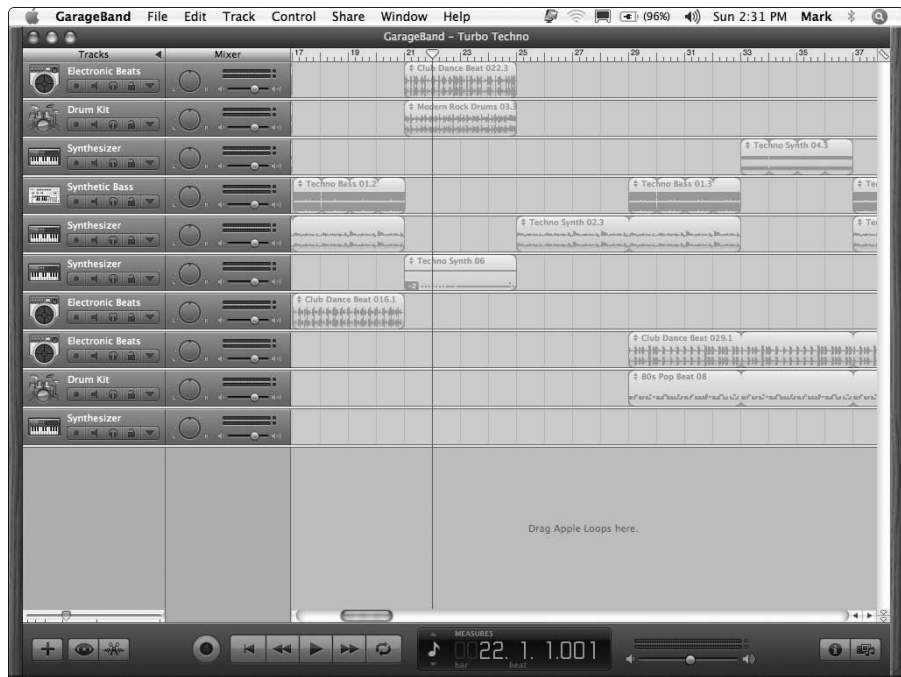 GarageBand File Edit Track Control Share Window Help (96%) Sun 2:31 PM Mark
GarageBand – Turbo Techno
Tracks Mixer 17 19 21 23 25 27 29 31 33 35 37
Electronic Beats
Club Dance Beat 022.3
Drum Kit
Modern Rock Drums 03.3
Synthesizer
Techno Synth 04.3
Synthetic Bass
Techno Bass 01.2
Techno Bass 01.3
Te
Synthesizer
Techno Synth 02.3
Te
Synthesizer
Techno Synth 06
-2
Electronic Beats
Club Dance Beat 016.1
Electronic Beats
Club Dance Beat 029.1
Drum Kit
80s Pop Beat 08
Synthesizer
Drag Apple Loops here.
MEASURES
0022. 1. 1.001
bar beat